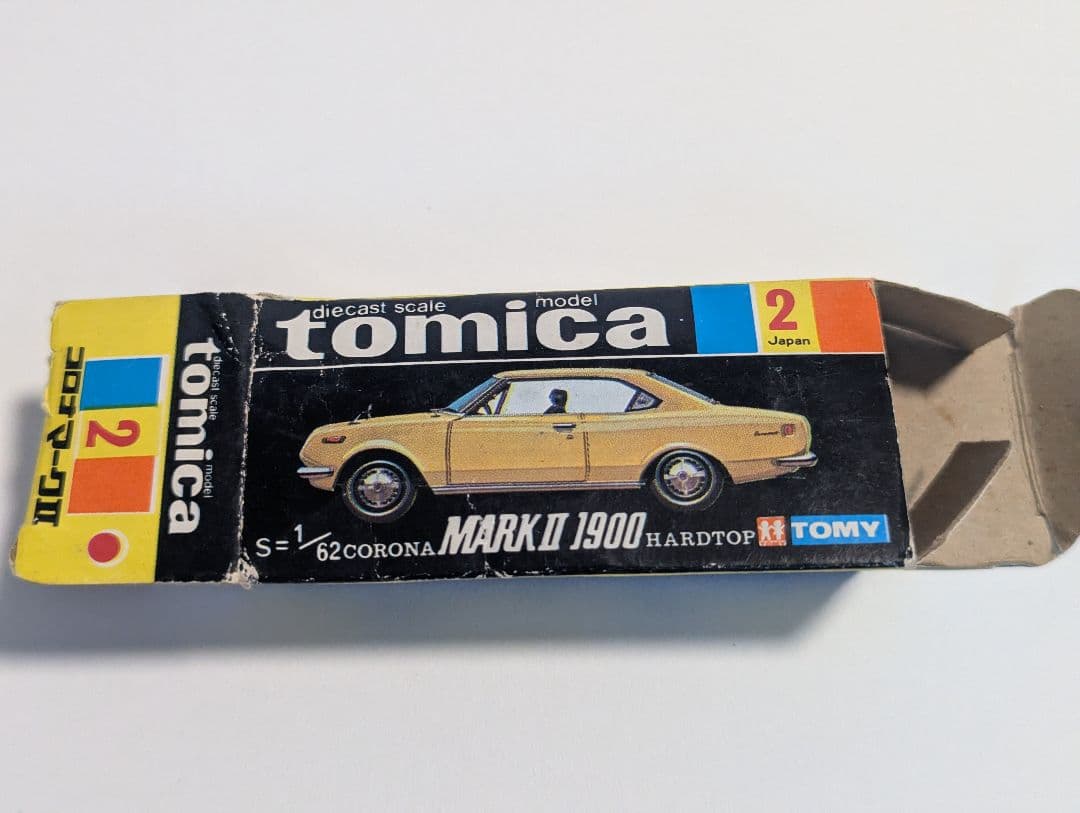 diecast scale model
tomica
2
Japan
S=1/62 CORONA MARK II 1900 HARDTOP TOMY
diecast scale model
tomica
2
コロナマークII